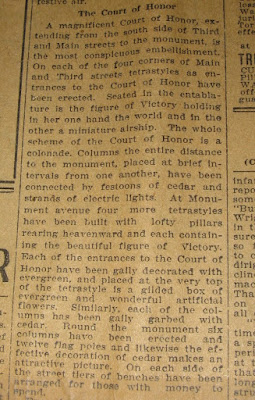 festive air.
The Court of Honor
A magnificent Court of Honor, ex-
tending from the south side of Third
and Main streets to the monument, is
the most conspicuous embellishment.
On each of the four corners of Main
and Third streets tetrastyles as en-
trances to the Court of Honor have
been erected. Seated in the entabla-
ture is the figure of Victory holding
in her one hand the world and in the
other a miniature airship. The whole
scheme of the Court of Honor is a
colonade. Columns the entire distance
to the monument, placed at brief in-
tervals from one another, have been
connected by festoons of cedar and
strands of electric lights. At Monu-
ment avenue four more tetrastyles
have been built with lofty pillars
rearing heavenward and each contain-
ing the beautiful figure of Victory.
Each of the entrances to the Court of
Honor have been gally decorated with
evergreen, and placed at the very top
of the tetrastyle is a gilded box of
evergreen and wonderful artificial
flowers. Similarly, each of the col-
umns has been gally garbed with
cedar. Round the monument six
columns have been erected and
twelve flag poles and likewise the ef-
fective decoration of cedar makes an
attractive picture. On each side of
the street tiers of benches have been
arranged for those with money to
spend.